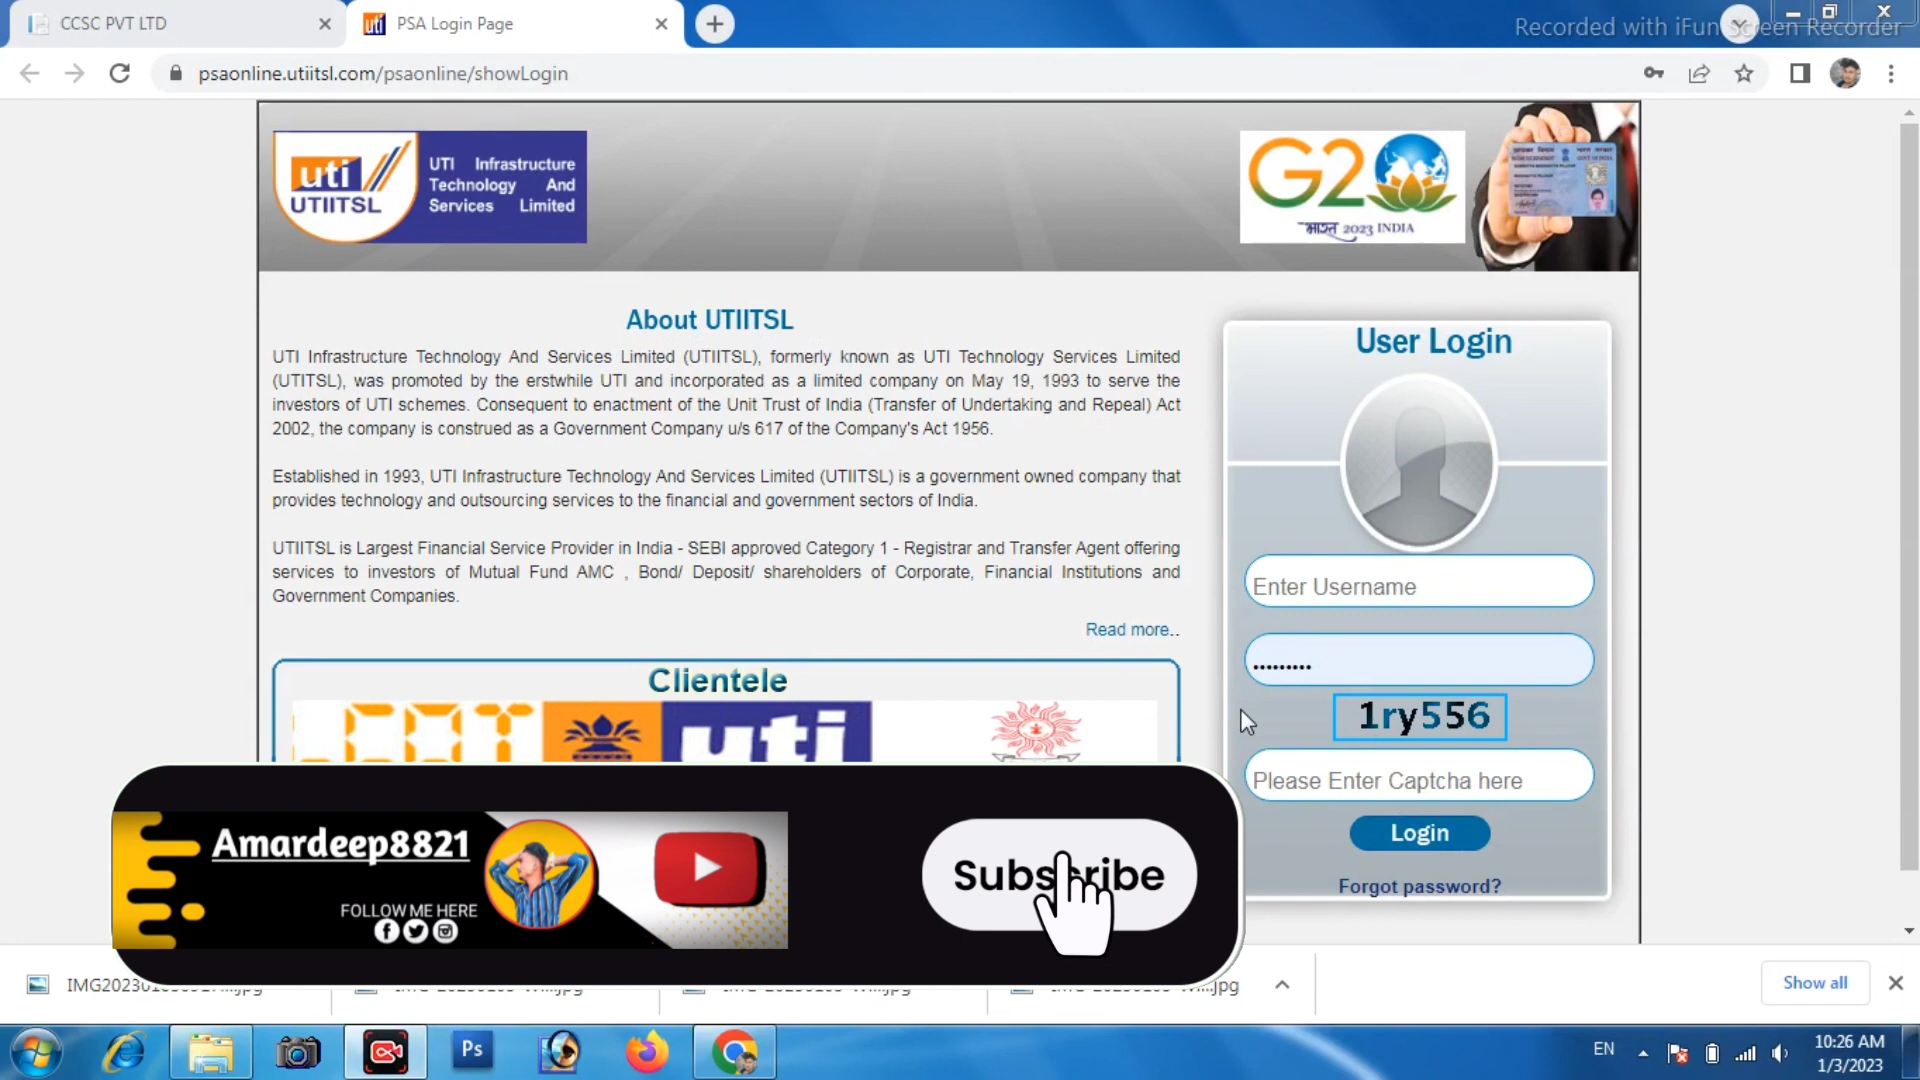 CCSC PVT LTD
PSA Login Page
Recorded with iFun Screen Recorder
psaonline.utiitsl.com/psaonline/showLogin
uti
UTIITSL
UTI Infrastructure
Technology And
Services Limited
G20
भारत 2023 INDIA
About UTIITSL
UTI Infrastructure Technology And Services Limited (UTIITSL), formerly known as UTI Technology Services Limited
(UTITSL), was promoted by the erstwhile UTI and incorporated as a limited company on May 19, 1993 to serve the
investors of UTI schemes. Consequent to enactment of the Unit Trust of India (Transfer of Undertaking and Repeal) Act
2002, the company is construed as a Government Company u/s 617 of the Company's Act 1956.
Established in 1993, UTI Infrastructure Technology And Services Limited (UTIITSL) is a government owned company that
provides technology and outsourcing services to the financial and government sectors of India.
UTIITSL is Largest Financial Service Provider in India - SEBI approved Category 1 - Registrar and Transfer Agent offering
services to investors of Mutual Fund AMC , Bond/ Deposit/ shareholders of Corporate, Financial Institutions and
Government Companies.
Read more..
Clientele
uti
User Login
Enter Username
.........
1ry556
Please Enter Captcha here
Login
Forgot password?
Amardeep8821
FOLLOW ME HERE
Subscribe
Show all
Ps
EN
10:26 AM
1/3/2023